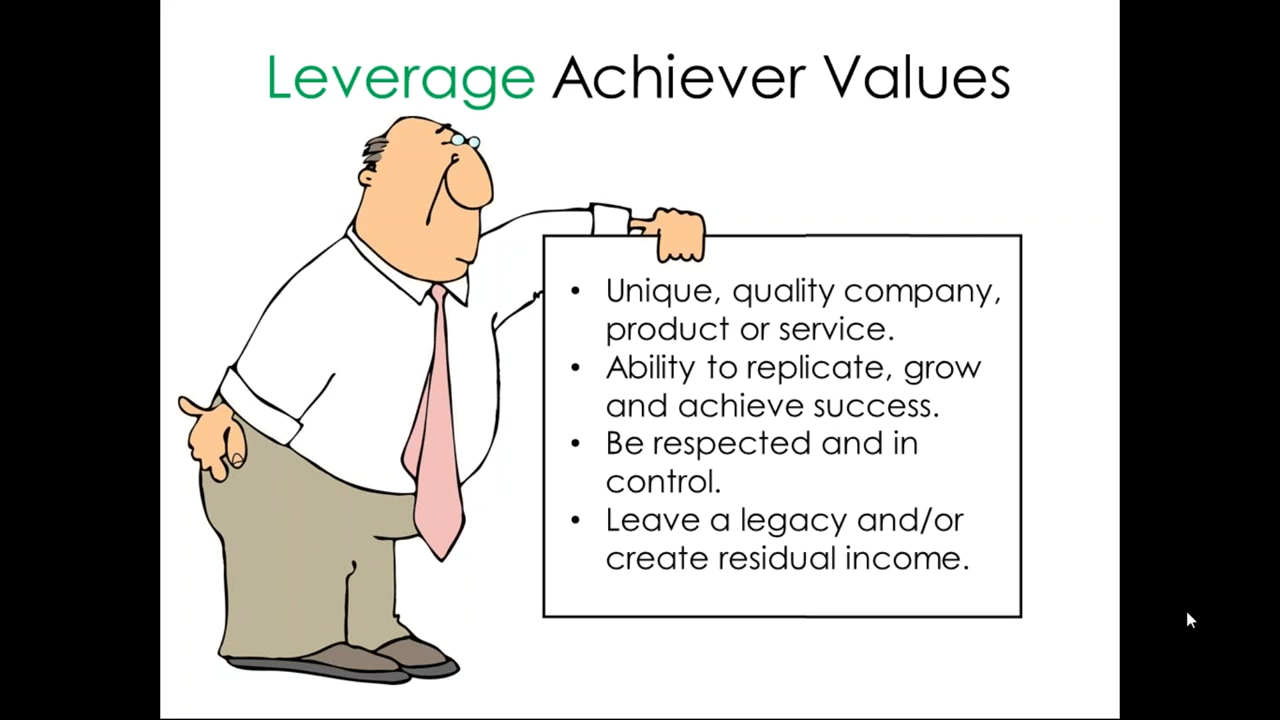 Leverage Achiever Values
• Unique, quality company,
product or service.
• Ability to replicate, grow
and achieve success.
• Be respected and in
control.
• Leave a legacy and/or
create residual income.